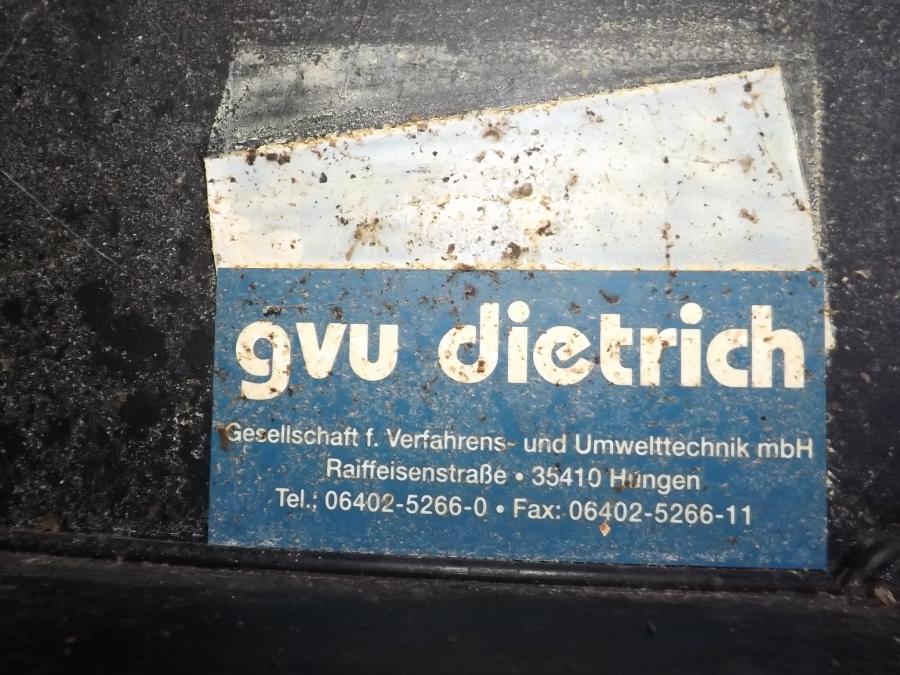 gvu dietrich
Gesellschaft f. Verfahrens- und Umwelttechnik mbH
Raiffeisenstraße • 35410 Hungen
Tel.: 06402-5266-0 • Fax: 06402-5266-11